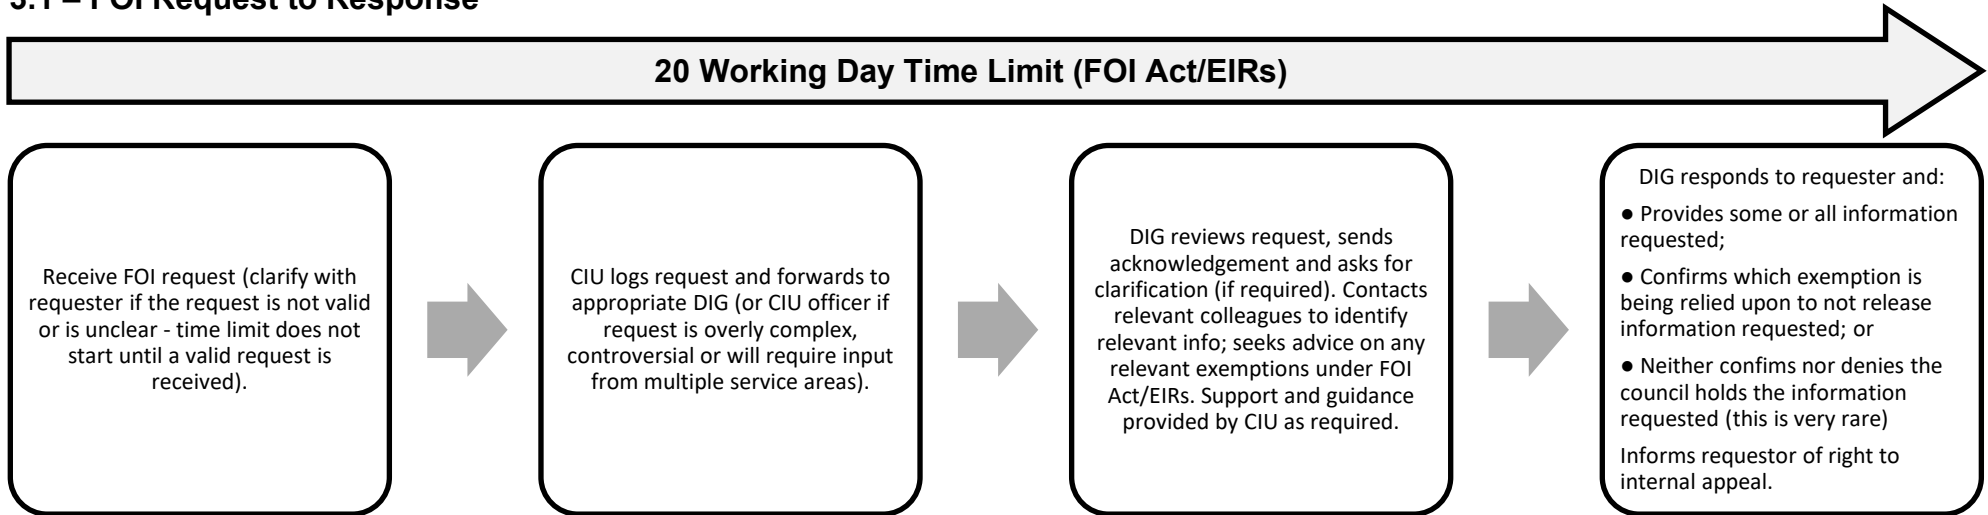 3.1 – FOI Request to Response
20 Working Day Time Limit (FOI Act/EIRs)
Receive FOI request (clarify with
requester if the request is not valid
or is unclear - time limit does not
start until a valid request is
received).
CIU logs request and forwards to
appropriate DIG (or CIU officer if
request is overly complex,
controversial or will require input
from multiple service areas).
DIG reviews request, sends
acknowledgement and asks for
clarification (if required). Contacts
relevant colleagues to identify
relevant info; seeks advice on any
relevant exemptions under FOI
Act/EIRs. Support and guidance
provided by CIU as required.
DIG responds to requester and:
● Provides some or all information
requested;
● Confirms which exemption is
being relied upon to not release
information requested; or
● Neither confims nor denies the
council holds the information
requested (this is very rare)
Informs requestor of right to
internal appeal.